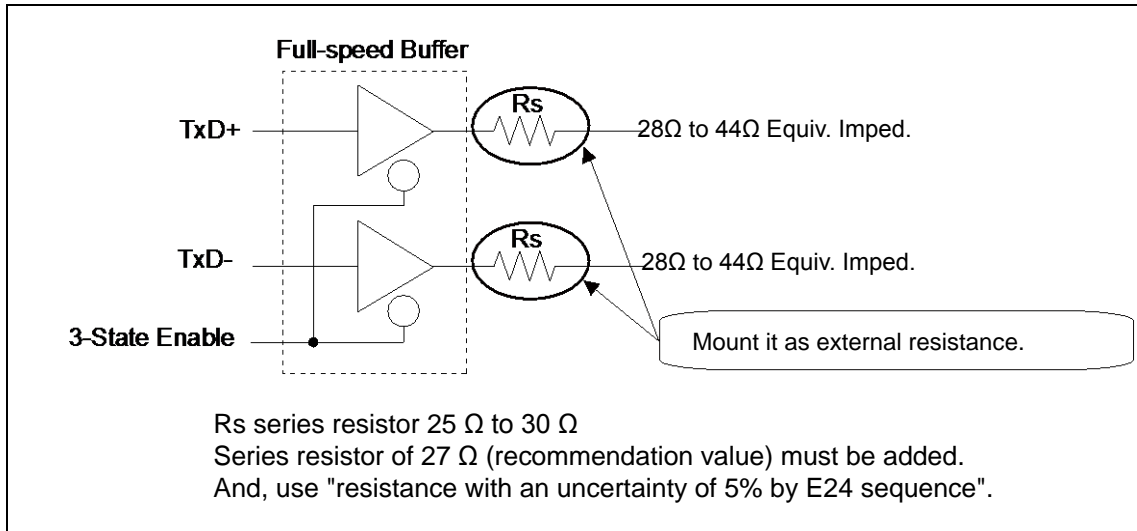 Full-speed Buffer
Rs
TxD+
28Ω to 44Ω Equiv. Imped.
Rs
TxD-
28Ω to 44Ω Equiv. Imped.
3-State Enable
Mount it as external resistance.
Rs series resistor 25 Ω to 30 Ω
Series resistor of 27 Ω (recommendation value) must be added.
And, use "resistance with an uncertainty of 5% by E24 sequence".